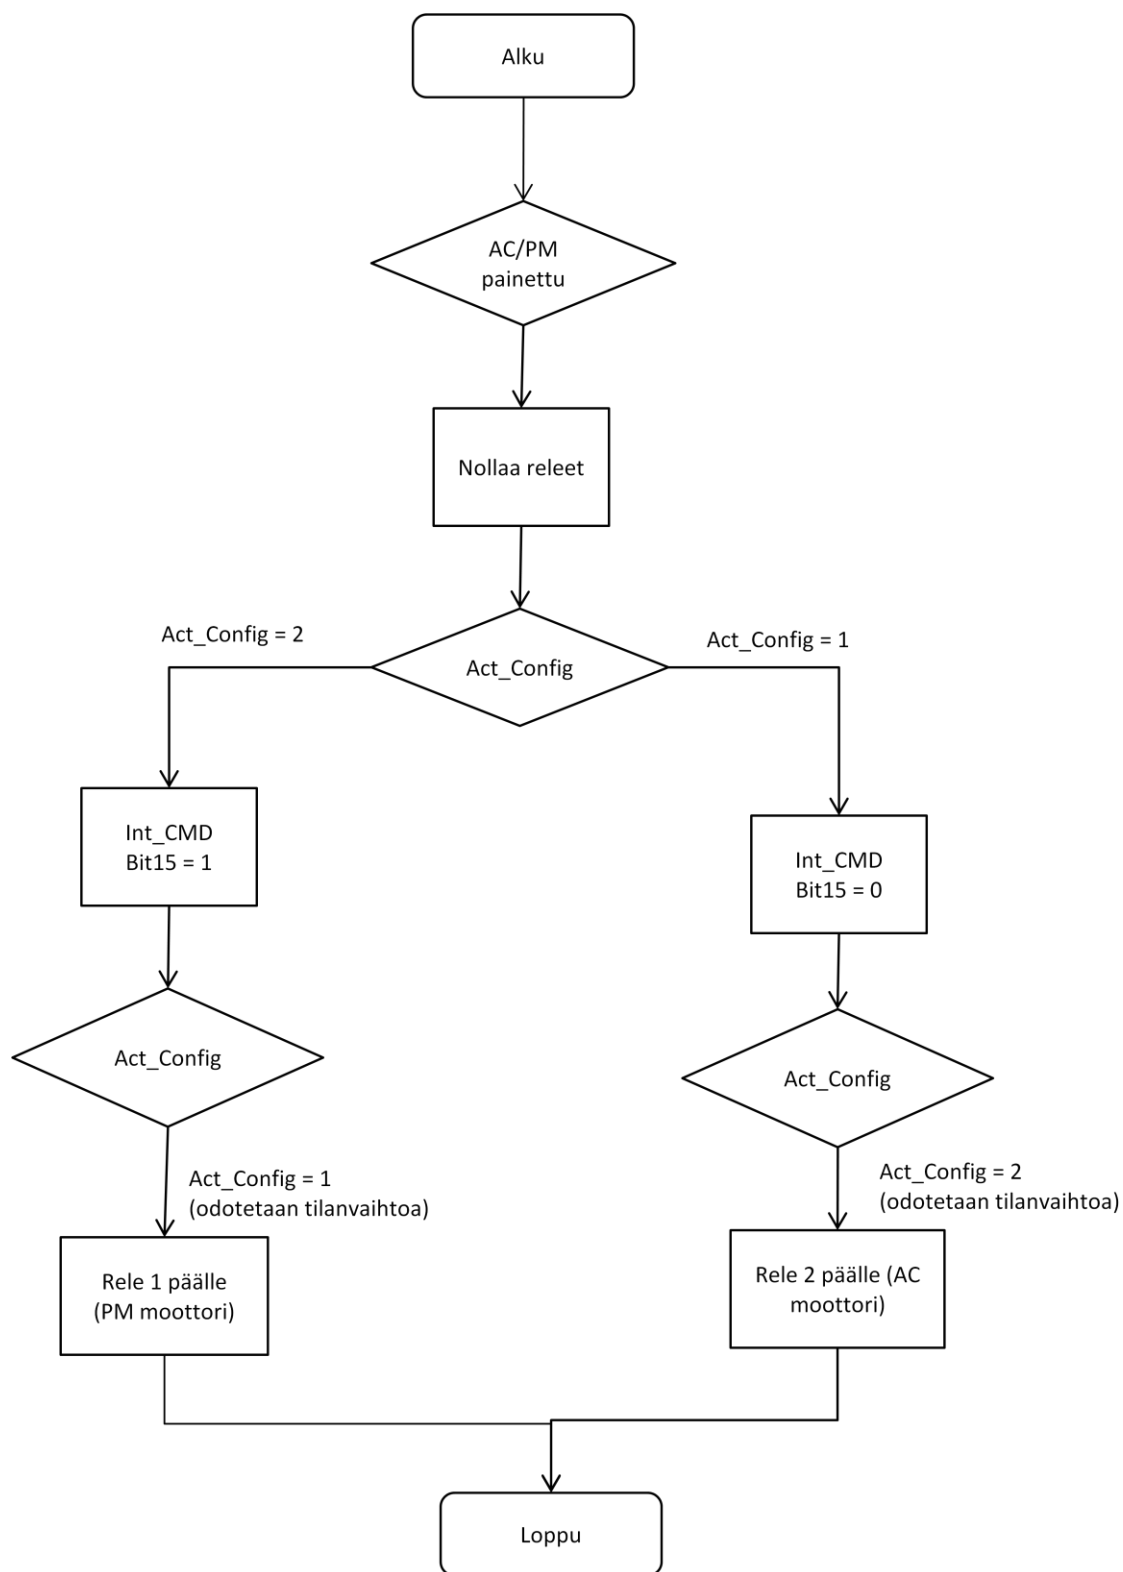 Alku
AC/PM
painettu
Nollaa releet
Act_Config = 2
Act_Config
Act_Config = 1
Int_CMD
Bit15 = 1
Int_CMD
Bit15 = 0
Act_Config
Act_Config
Act_Config = 1
(odotetaan tilanvaihtoa)
Act_Config = 2
(odotetaan tilanvaihtoa)
Rele 1 päälle
(PM moottori)
Rele 2 päälle (AC
moottori)
Loppu